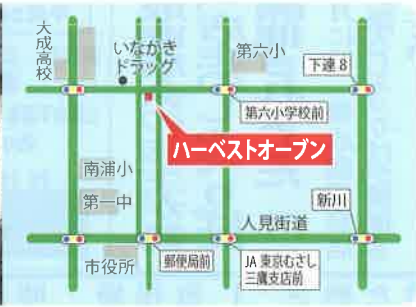 大成高校
いながき
ドラッグ
第六小
下連8
第六小学校前
ハーベストオーブン
南浦小
第一中
新川
人見街道
市役所
郵便局前
JA 東京むさし
三鷹支店前